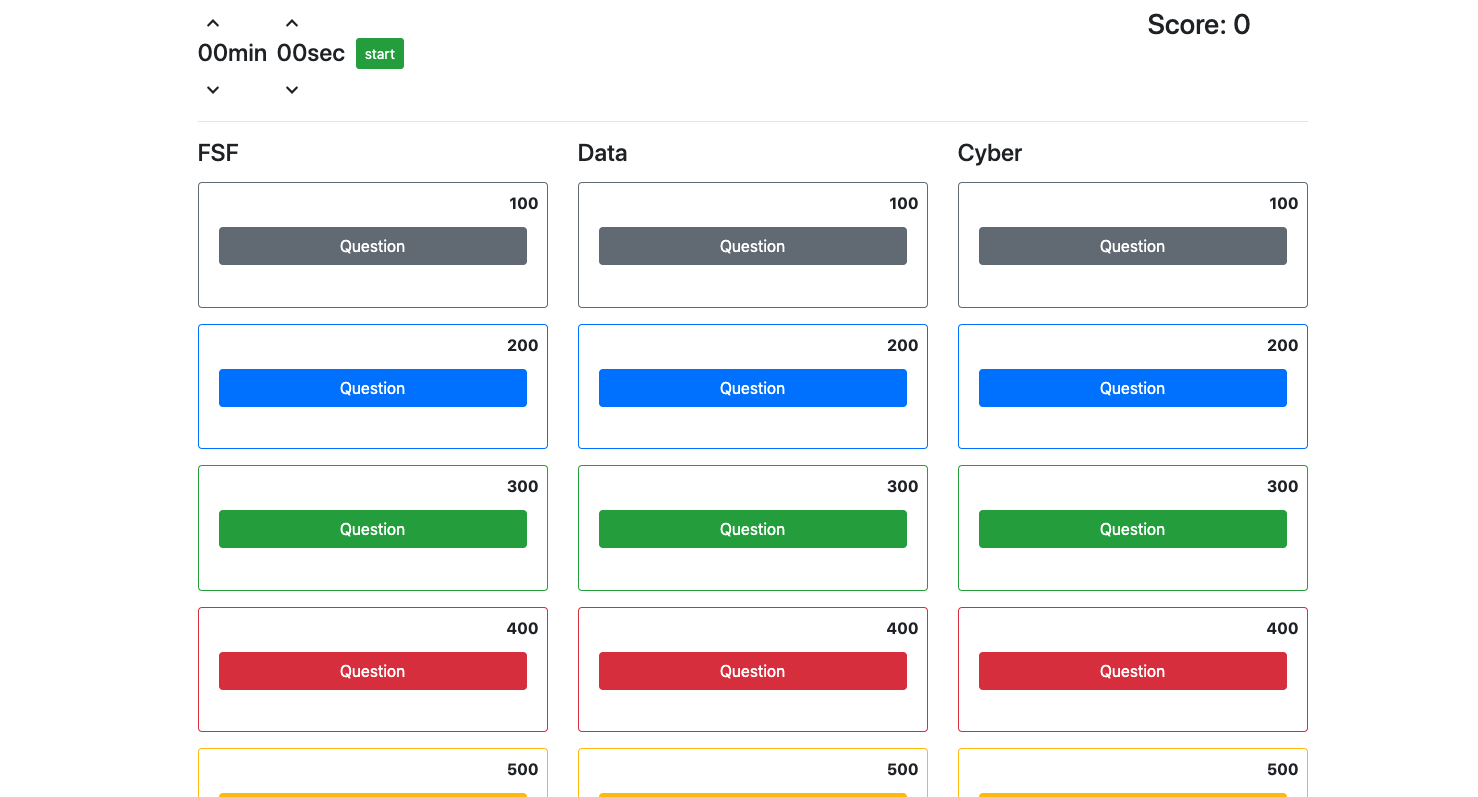 Score: 0
00min 00sec start
FSF Data Cyber
100 100 100
Question Question Question
200 200 200
Question Question Question
300 300 300
Question Question Question
400 400 400
Question Question Question
500 500 500